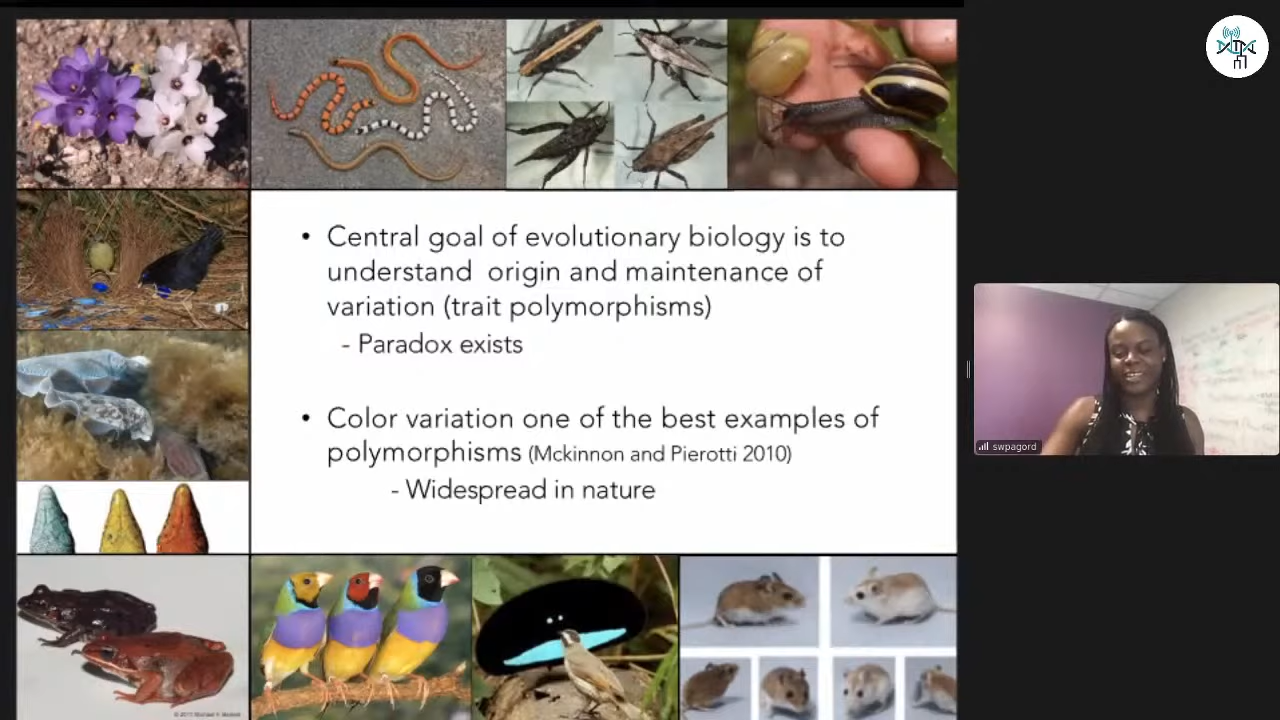 • Central goal of evolutionary biology is to
understand origin and maintenance of
variation (trait polymorphisms)
- Paradox exists
• Color variation one of the best examples of
polymorphisms (Mckinnon and Pierotti 2010)
- Widespread in nature
swpagord